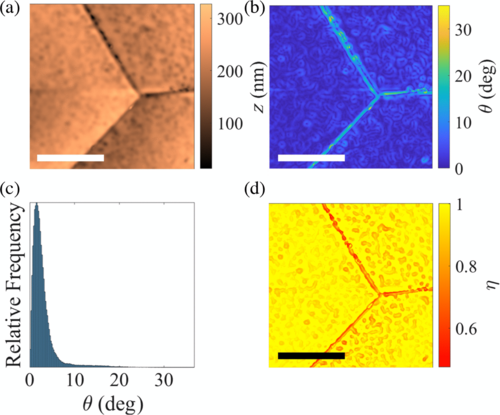 (a)
300
200
100
z (nm)
(b)
30
20
10
0
θ (deg)
(c)
Relative Frequency
0
10
20
30
θ (deg)
(d)
1
0.8
0.6
η